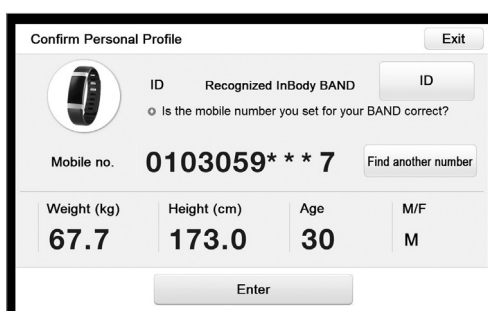 Confirm Personal Profile Exit
ID Recognized InBody BAND ID
Is the mobile number you set for your BAND correct?
Mobile no. 0103059* * * 7 Find another number
Weight (kg) Height (cm) Age M/F
67.7 173.0 30 M
Enter